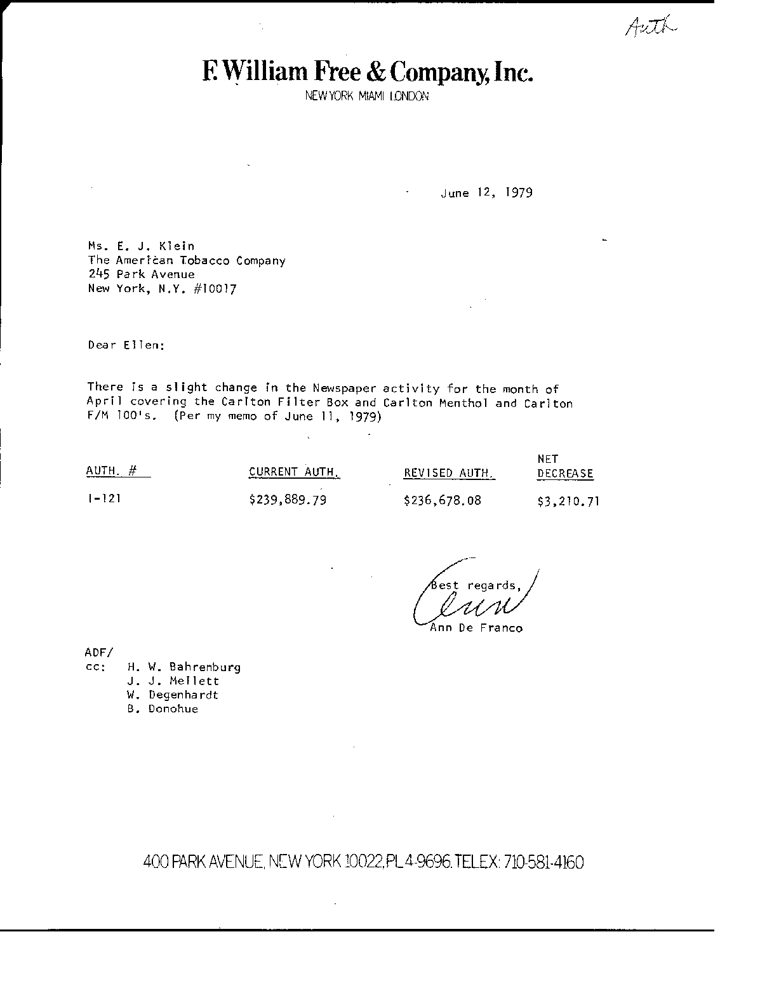 Auth
F. William Free & Company, Inc.
NEW YORK MIAMI LONDON
June 12, 1979
Ms. E. J. Klein
The American Tobacco Company
245 Park Avenue
New York, N.Y. #10017
Dear Ellen:
There is a slight change in the Newspaper activity for the month of
April covering the Carlton Filter Box and Carlton Menthol and Carlton
F/M 100's. (Per my memo of June 11, 1979)
AUTH. # CURRENT AUTH. REVISED AUTH. NET DECREASE
1-121 $239,889.79 $236,678.08 $3,210.71
Best regards,
Ann
Ann De Franco
ADF/
cc: H. W. Bahrenburg
J. J. Mellett
W. Degenhardt
B. Donohue
400 PARK AVENUE, NEW YORK 10022, PL 4-9696. TELEX: 710-581-4160